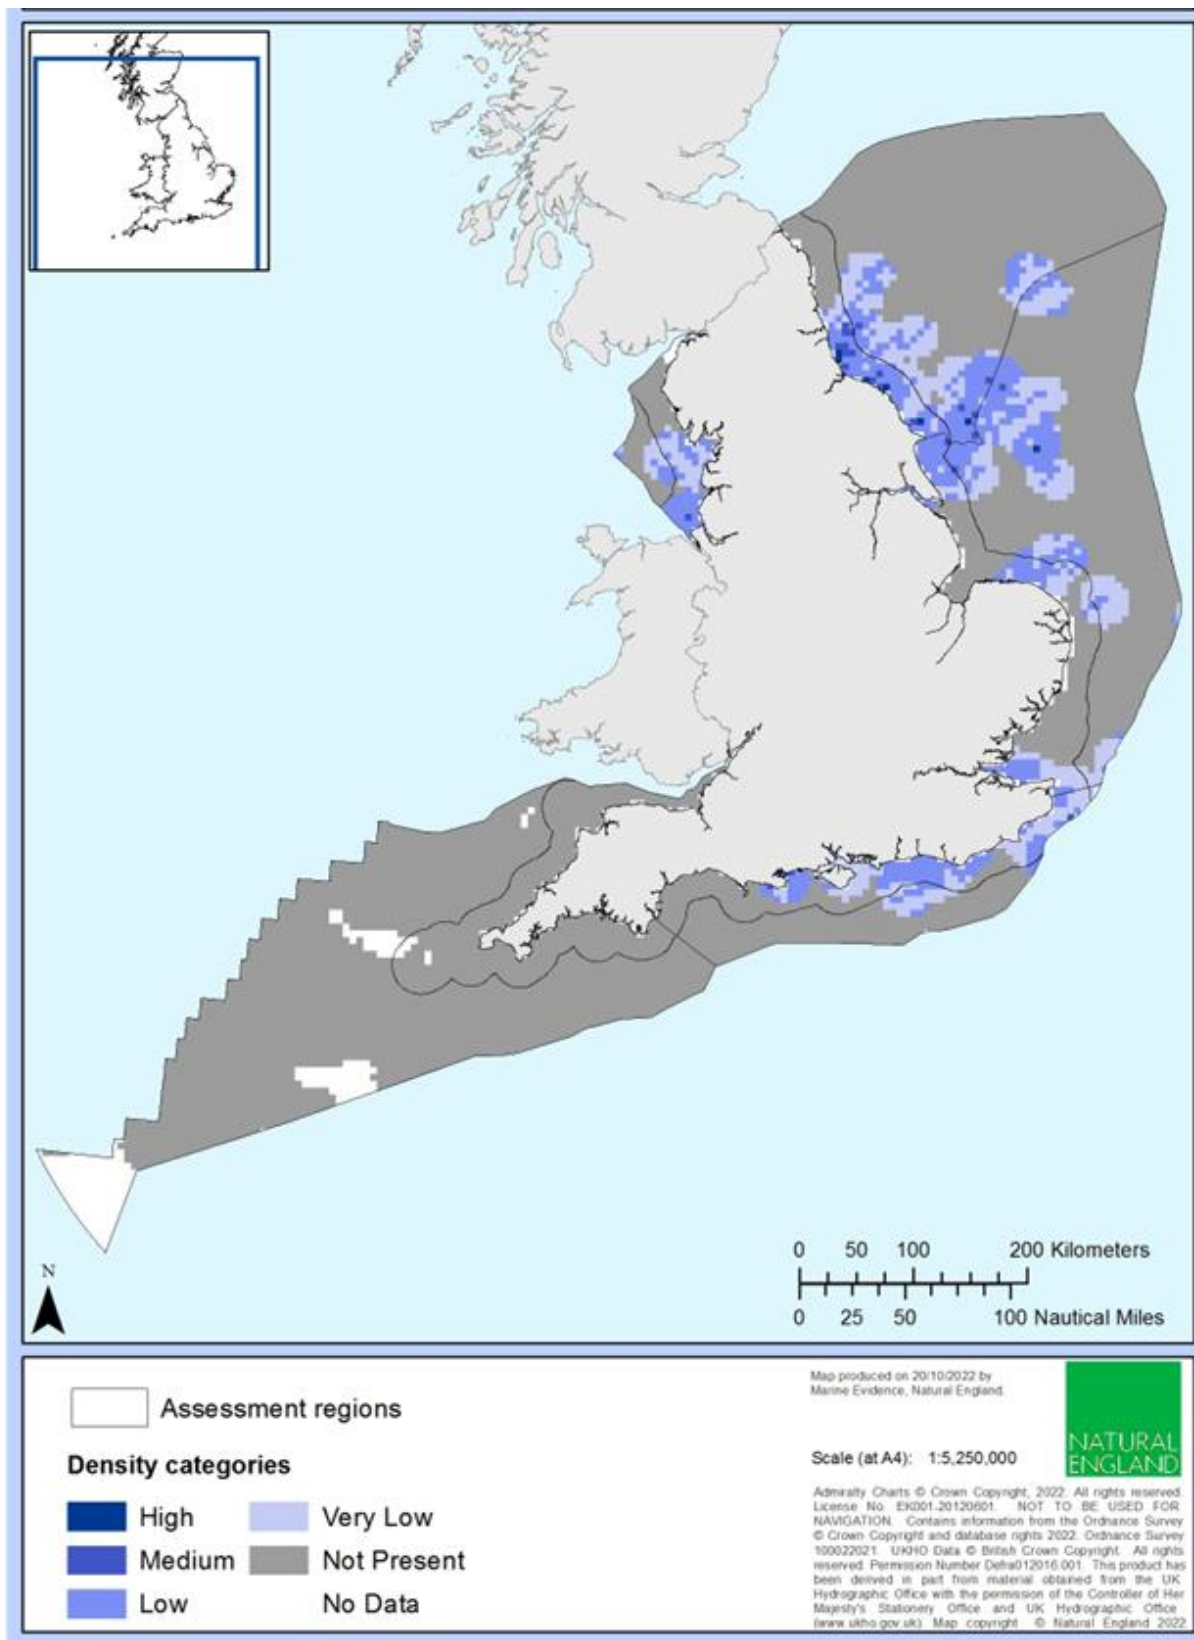 N
0 50 100 200 Kilometers
0 25 50 100 Nautical Miles
Assessment regions
Density categories
High
Medium
Low
Very Low
Not Present
No Data
Map produced on 20/10/2022 by
Marine Evidence, Natural England.
Scale (at A4): 1:5,250,000
NATURAL
ENGLAND
Admiralty Charts © Crown Copyright, 2022. All rights reserved.
License No. EK001.20120601. NOT TO BE USED FOR
NAVIGATION. Contains information from the Ordnance Survey
© Crown Copyright and database rights 2022. Ordnance Survey
100022021. UKHO Data © British Crown Copyright. All rights
reserved. Permission Number Defra012016.001. This product has
been derived in part from material obtained from the UK
Hydrographic Office with the permission of the Controller of Her
Majesty's Stationery Office and UK Hydrographic Office
(www.ukho.gov.uk). Map copyright © Natural England 2022